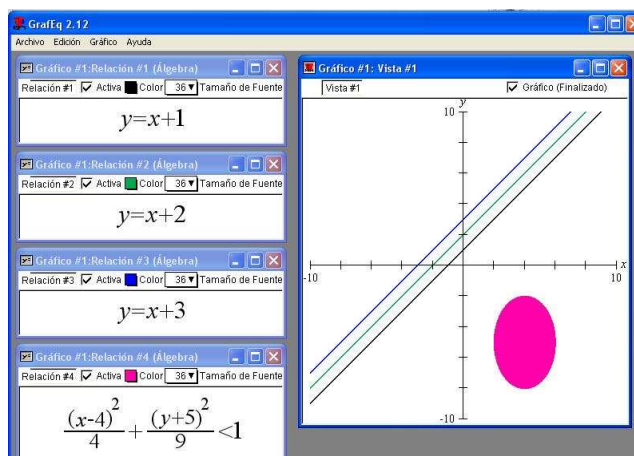 GrafEq 2.12
Archivo Edición Gráfico Ayuda
Gráfico #1:Relación #1 (Álgebra)
Relación #1 Activa Color 36 Tamaño de Fuente
y=x+1
Gráfico #1:Relación #2 (Álgebra)
Relación #2 Activa Color 36 Tamaño de Fuente
y=x+2
Gráfico #1:Relación #3 (Álgebra)
Relación #3 Activa Color 36 Tamaño de Fuente
y=x+3
Gráfico #1:Relación #4 (Álgebra)
Relación #4 Activa Color 36 Tamaño de Fuente
(x-4)²/4 + (y+5)²/9 <1
Gráfico #1: Vista #1
Vista #1 Gráfico (Finalizado)
y
10
x
-10 10
-10